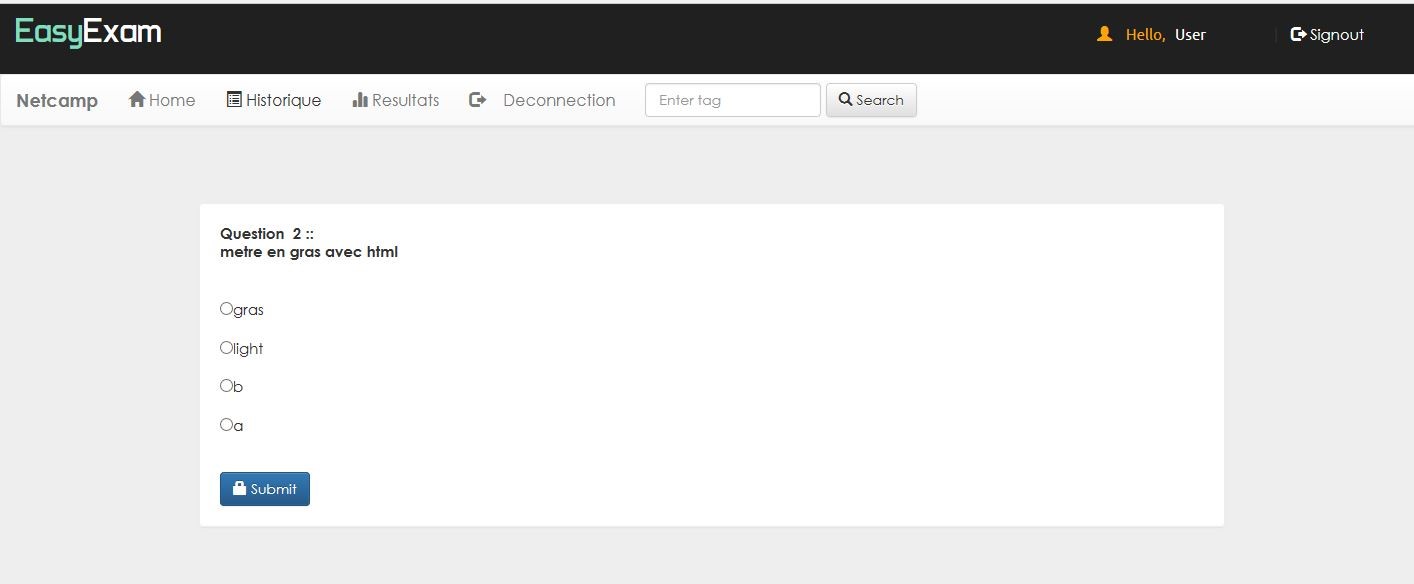 EasyExam
Hello, User
Signout
Netcamp Home Historique Resultats Deconnection Enter tag Search
Question 2 ::
metre en gras avec html
gras
light
b
a
Submit